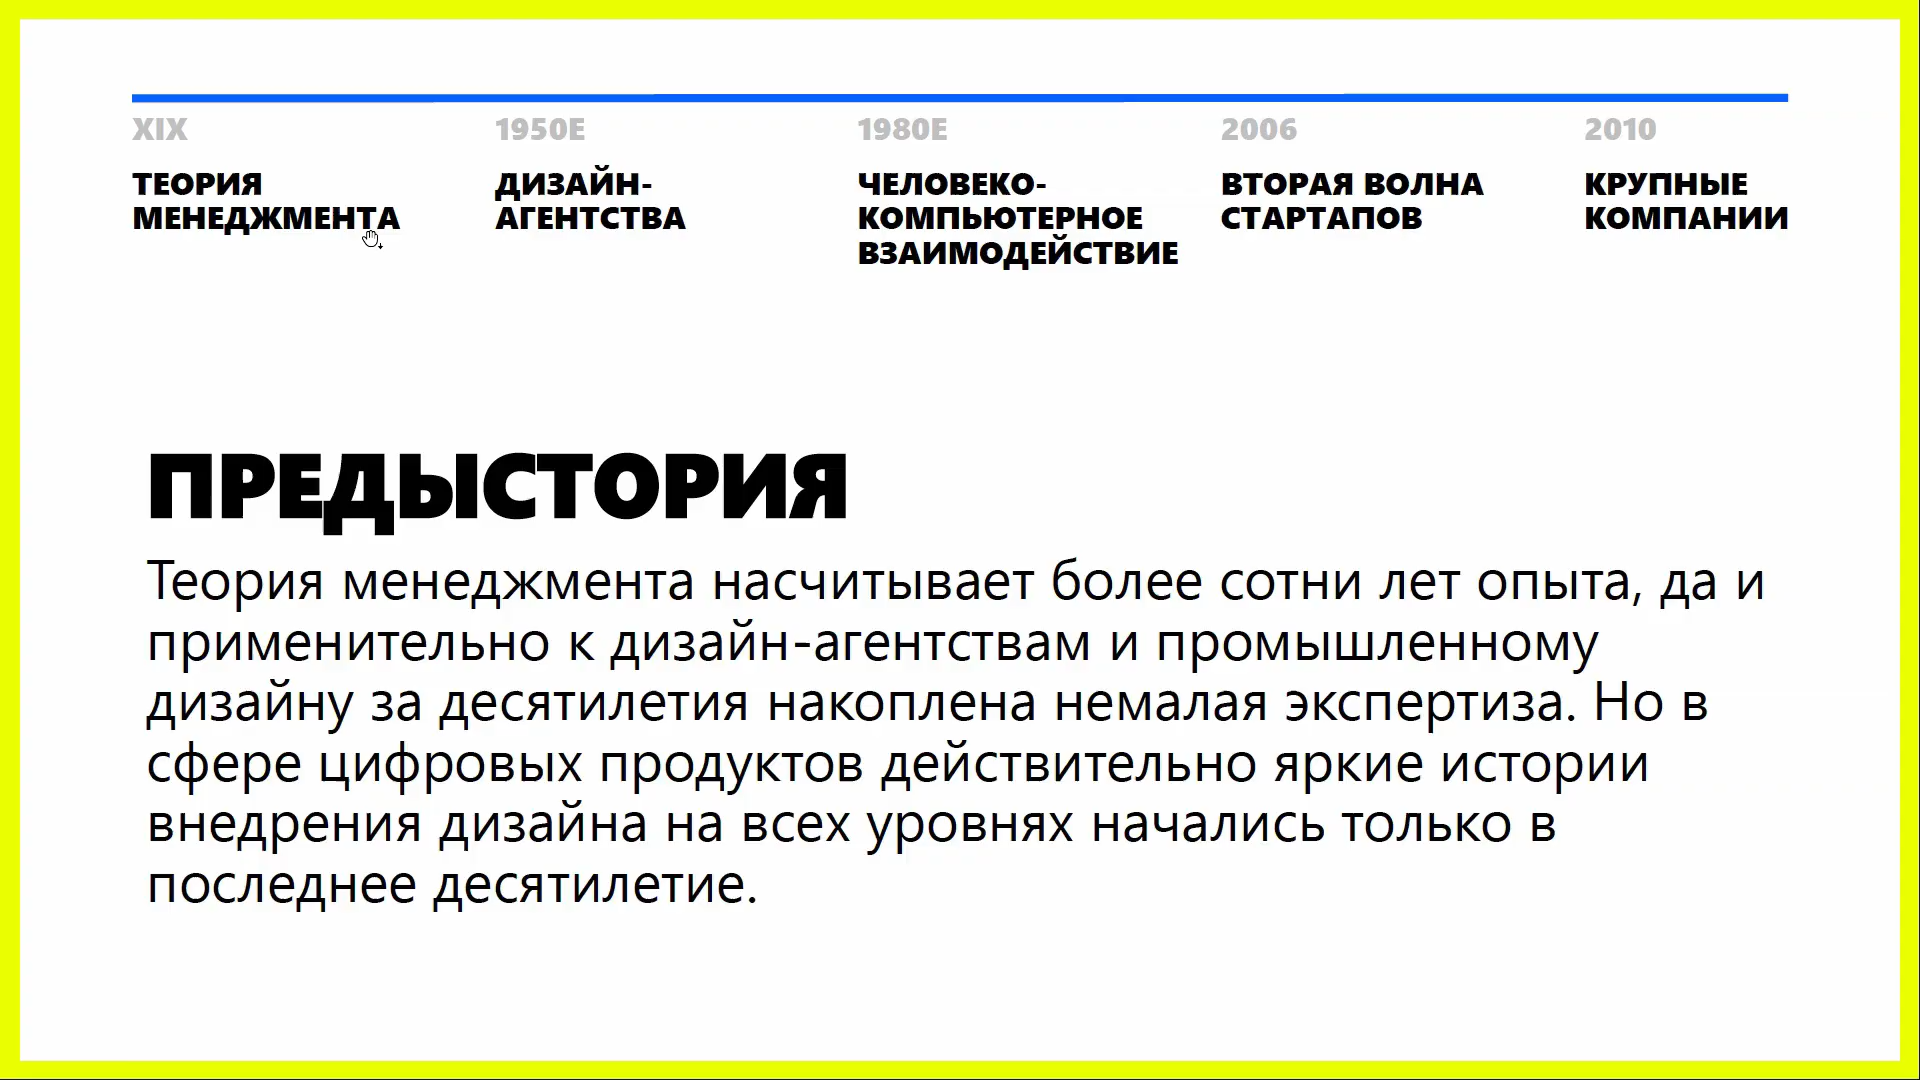 XIX
ТЕОРИЯ
МЕНЕДЖМЕНТА
1950Е
ДИЗАЙН-
АГЕНТСТВА
1980Е
ЧЕЛОВЕКО-
КОМПЬЮТЕРНОЕ
ВЗАИМОДЕЙСТВИЕ
2006
ВТОРАЯ ВОЛНА
СТАРТАПОВ
2010
КРУПНЫЕ
КОМПАНИИ
ПРЕДЫСТОРИЯ
Теория менеджмента насчитывает более сотни лет опыта, да и
применительно к дизайн-агентствам и промышленному
дизайну за десятилетия накоплена немалая экспертиза. Но в
сфере цифровых продуктов действительно яркие истории
внедрения дизайна на всех уровнях начались только в
последнее десятилетие.